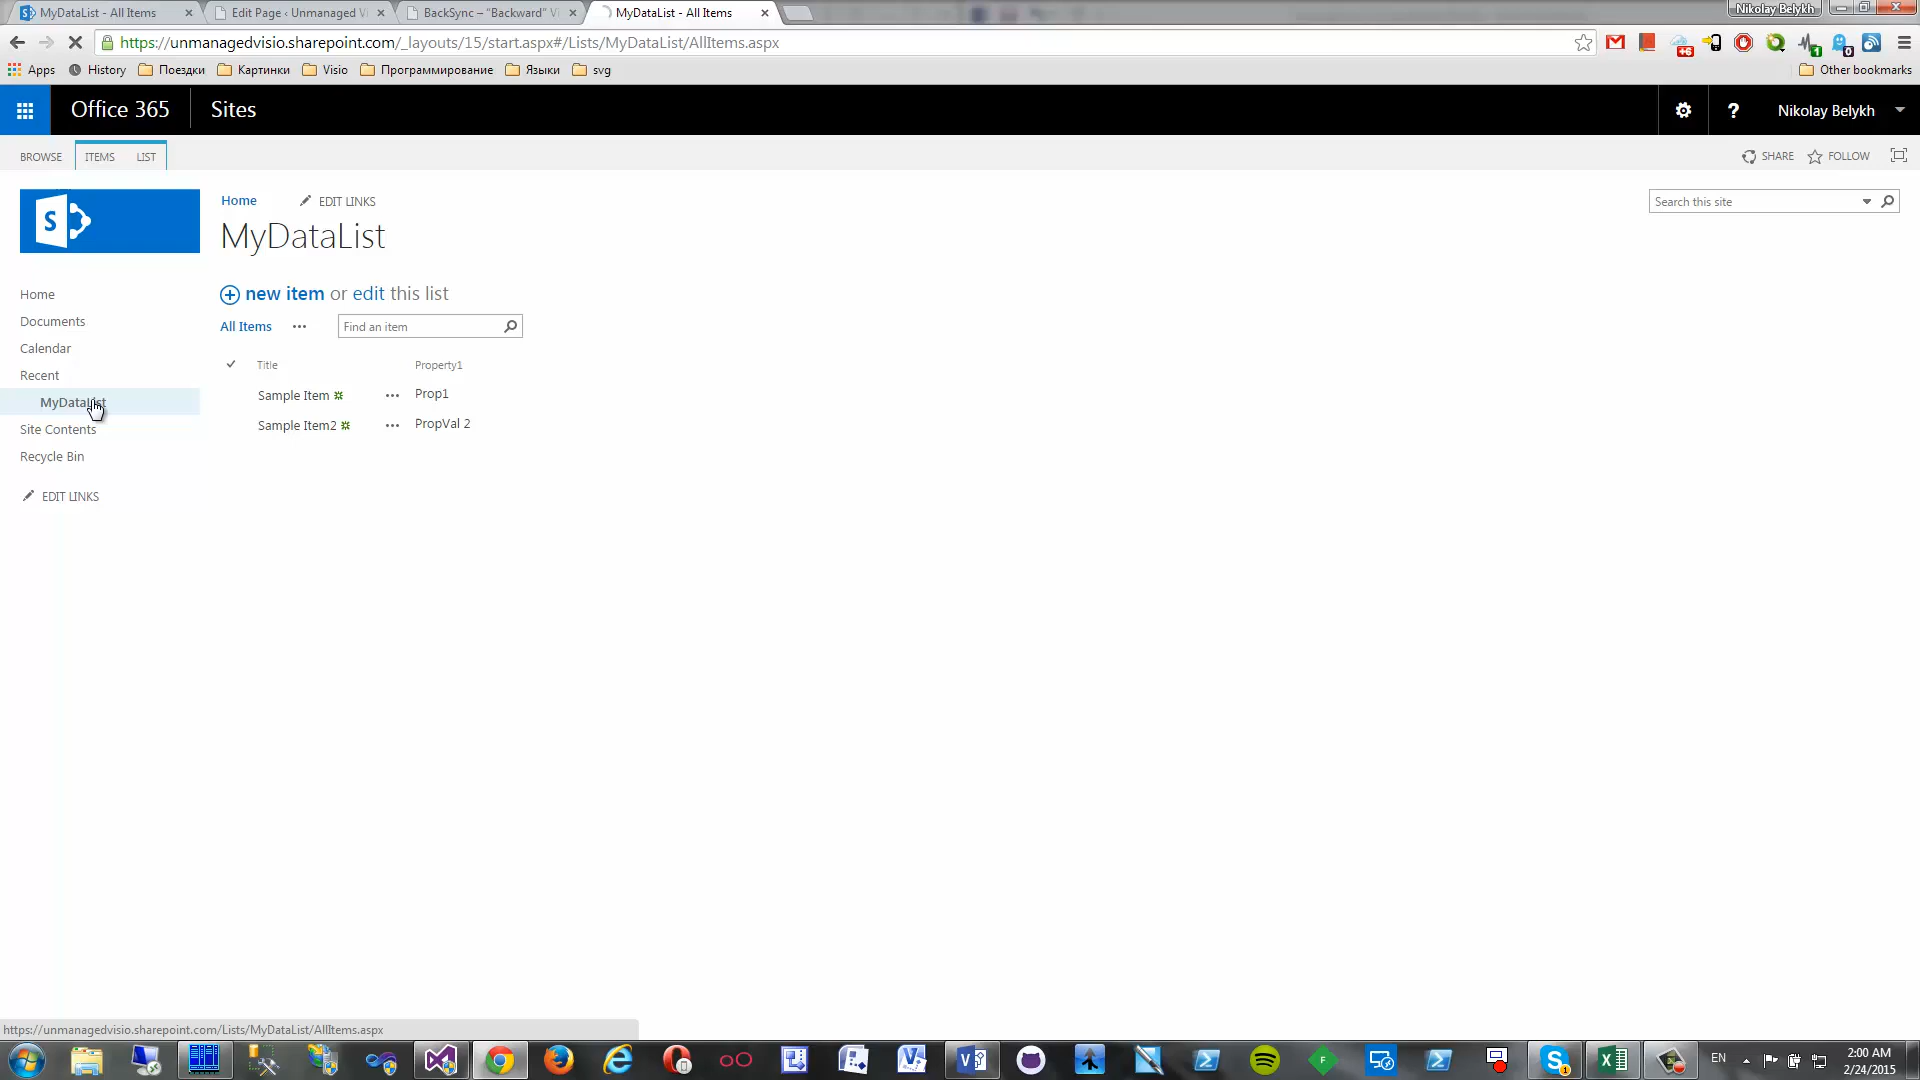 MyDataList - All Items
Edit Page ‹ Unmanaged Vi
BackSync – "Backward" Vi
MyDataList - All Items
Nikolay Belykh
https://unmanagedvisio.sharepoint.com/_layouts/15/start.aspx#/Lists/MyDataList/AllItems.aspx
+6
1
0
Apps
History
Поездки
Картинки
Visio
Программирование
Языки
svg
Other bookmarks
Office 365
Sites
?
Nikolay Belykh
BROWSE
ITEMS
LIST
SHARE
FOLLOW
S
Home
EDIT LINKS
Search this site
MyDataList
Home
Documents
Calendar
Recent
MyDataList
Site Contents
Recycle Bin
EDIT LINKS
new item or edit this list
All Items
Find an item
Title
Property1
Sample Item
Prop1
Sample Item2
PropVal 2
https://unmanagedvisio.sharepoint.com/Lists/MyDataList/AllItems.aspx
EN
2:00 AM
2/24/2015